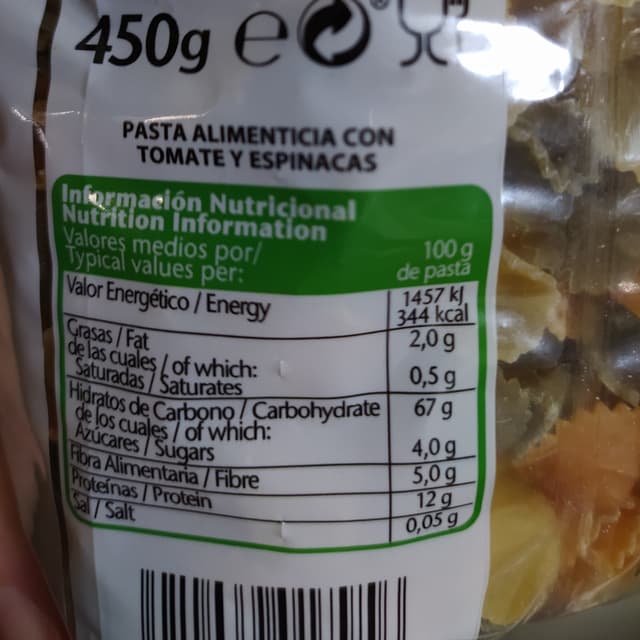 450g ℮ ®
PASTA ALIMENTICIA CON
TOMATE Y ESPINACAS
Información Nutricional
Nutrition Information
Valores medios por/
Typical values per:
100 g
de pasta
Valor Energético / Energy
1457 kj
344 kcal
Grasas / Fat
2,0 g
de las cuales / of which:
Saturadas / Saturates
0,5 g
Hidratos de Carbono / Carbohydrate
67 g
de los cuales / of which:
Azúcares / Sugars
4,0 g
Fibra Alimentaria / Fibre
5,0 g
Proteínas / Protein
12 g
Sal / Salt
0,05 g